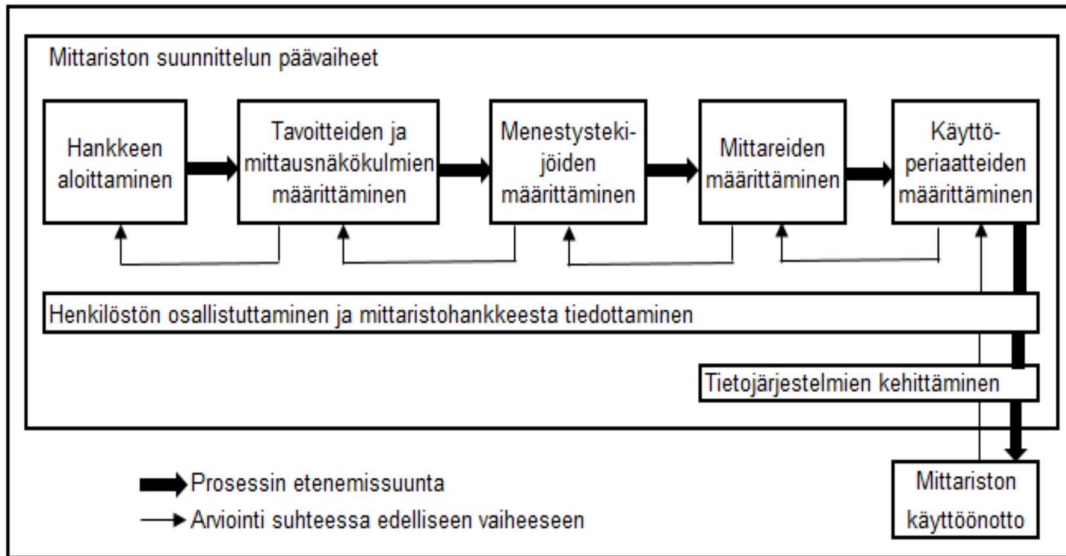 Mittariston suunnittelun päävaiheet
Hankkeen
aloittaminen
Tavoitteiden ja
mittausnäkökulmien
määrittäminen
Menestysteki-
jöiden
määrittäminen
Mittareiden
määrittäminen
Käyttö-
periaatteiden
määrittäminen
Henkilöstön osallistuttaminen ja mittaristohankkeesta tiedottaminen
Tietojärjestelmien kehittäminen
Prosessin etenemissuunta
Arviointi suhteessa edelliseen vaiheeseen
Mittariston
käyttöönotto